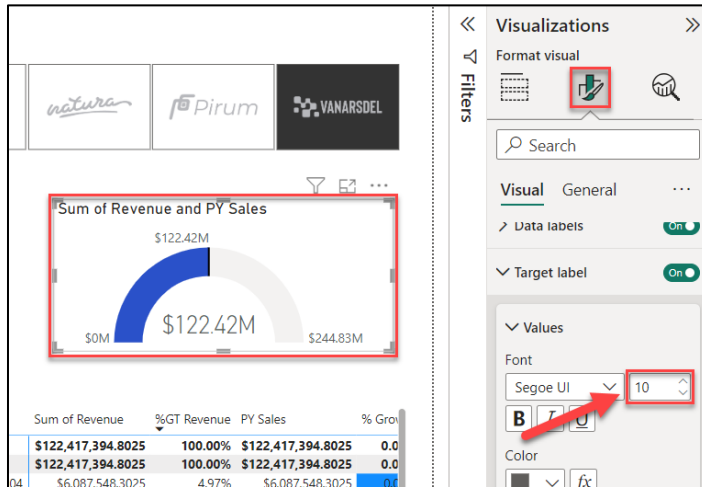 Visualizations
Format visual
Filters
Search
Visual General
Data labels On
Target label On
Values
Font
Segoe UI 10
B I U
Color
fx
natura
Pirum
VANARSDEL
Sum of Revenue and PY Sales
$122.42M
$122.42M
$0M
$244.83M
Sum of Revenue %GT Revenue PY Sales % Grov
$122,417,394.8025 100.00% $122,417,394.8025 0.0
$122,417,394.8025 100.00% $122,417,394.8025 0.0
04 $6,087,548.3025 4.97% $6,087,548.3025 0.0